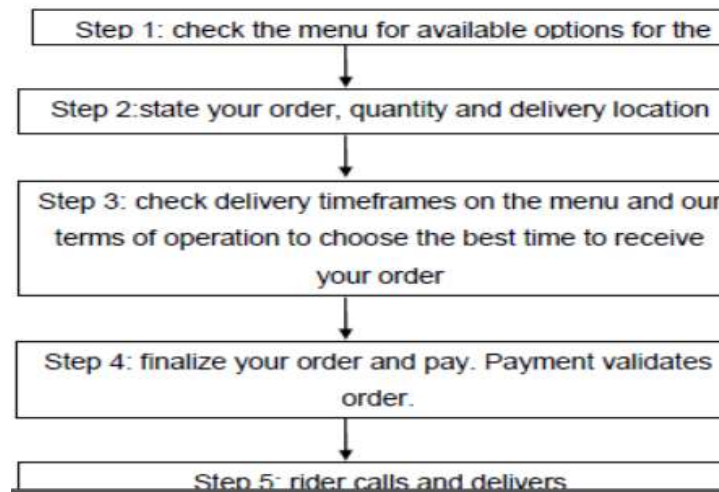 Step 1: check the menu for available options for the
Step 2:state your order, quantity and delivery location
Step 3: check delivery timeframes on the menu and our
terms of operation to choose the best time to receive
your order
Step 4: finalize your order and pay. Payment validates
order.
Step 5: rider calls and delivers